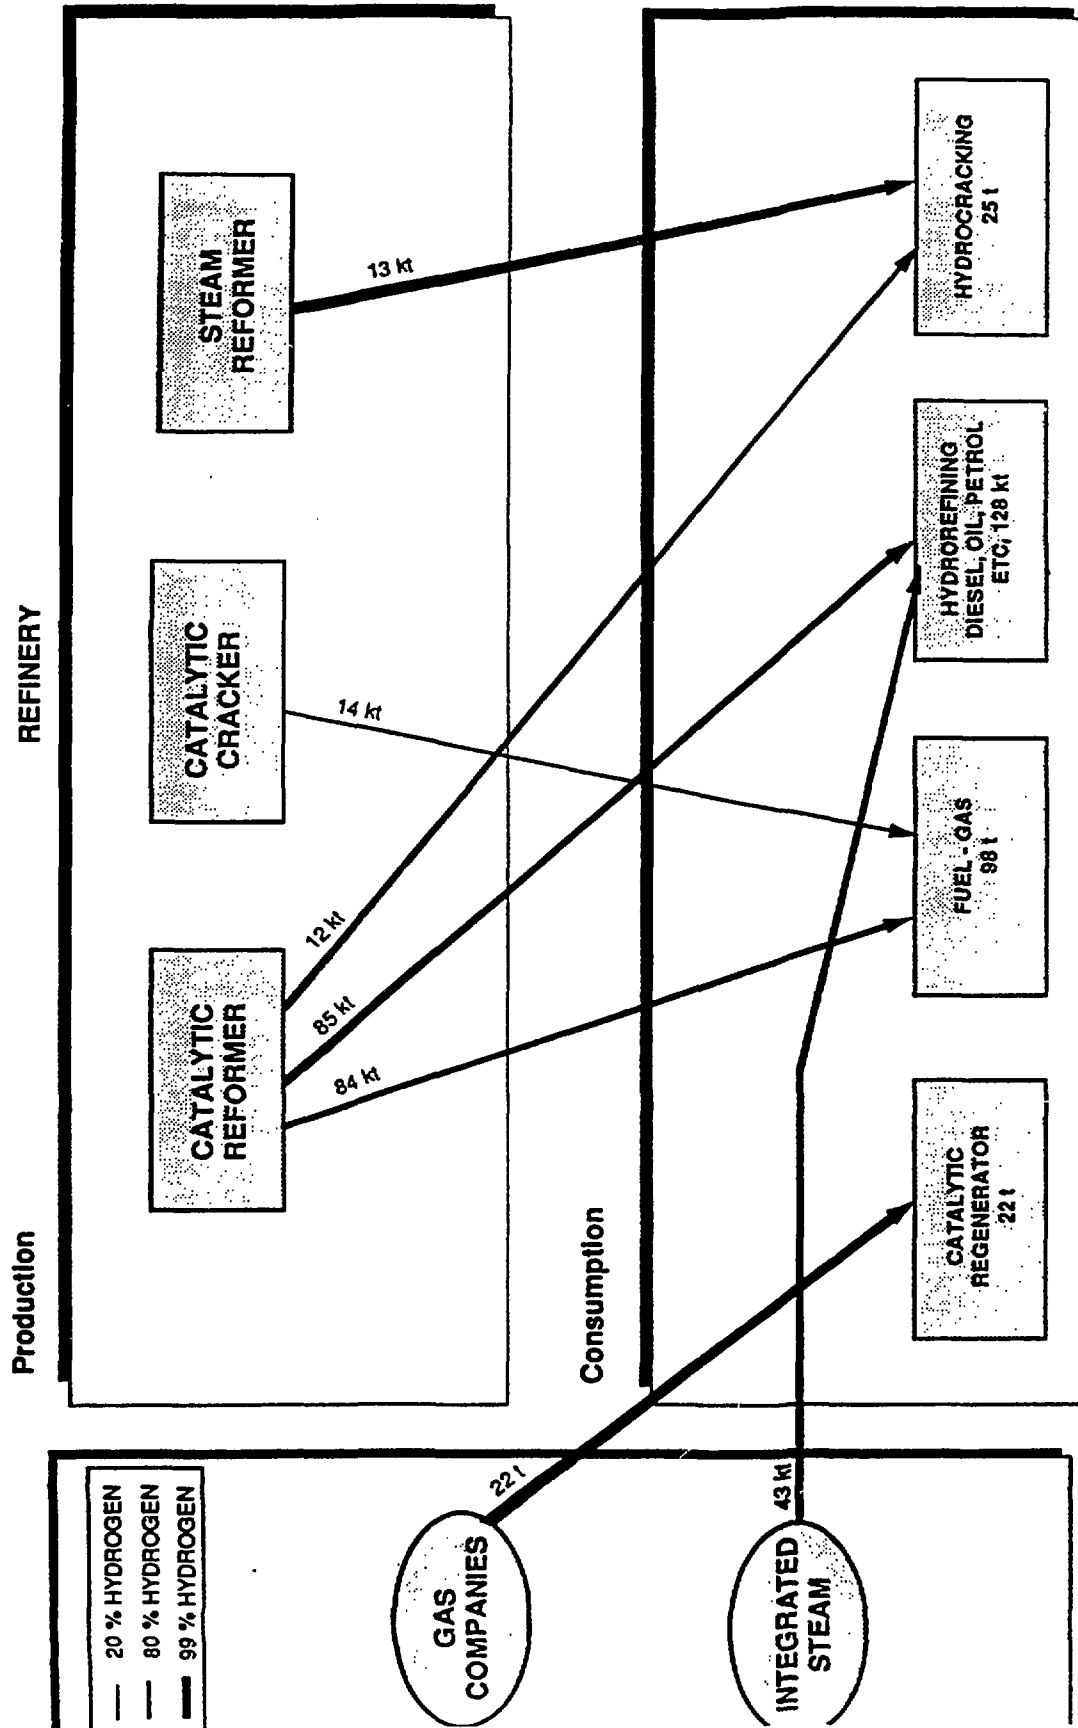 REFINERY
Production
STEAM
REFORMER
CATALYTIC
CRACKER
CATALYTIC
REFORMER
13 kt
14 kt
12 kt
85 kt
84 kt
Consumption
HYDROCRACKING
25 t
HYDROREFINING
DIESEL, OIL, PETROL
ETC, 128 kt
FUEL - GAS
98 t
CATALYTIC
REGENERATOR
22 t
20 % HYDROGEN
80 % HYDROGEN
99 % HYDROGEN
GAS
COMPANIES
22 t
INTEGRATED
STEAM
43 kt